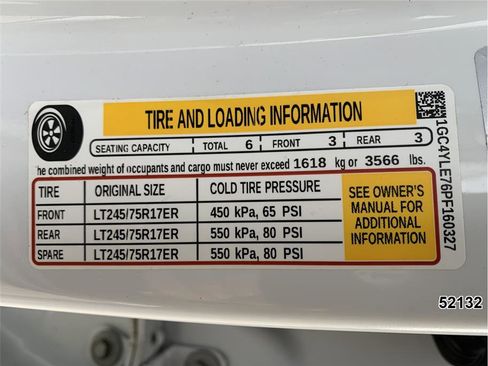 TIRE AND LOADING INFORMATION
SEATING CAPACITY TOTAL 6 FRONT 3 REAR 3
he combined weight of occupants and cargo must never exceed 1618 kg or 3566 lbs.
TIRE ORIGINAL SIZE COLD TIRE PRESSURE
FRONT LT245/75R17ER 450 kPa, 65 PSI
REAR LT245/75R17ER 550 kPa, 80 PSI
SPARE LT245/75R17ER 550 kPa, 80 PSI
SEE OWNER'S
MANUAL FOR
ADDITIONAL
INFORMATION
1GC4YLE76PF160327
52132